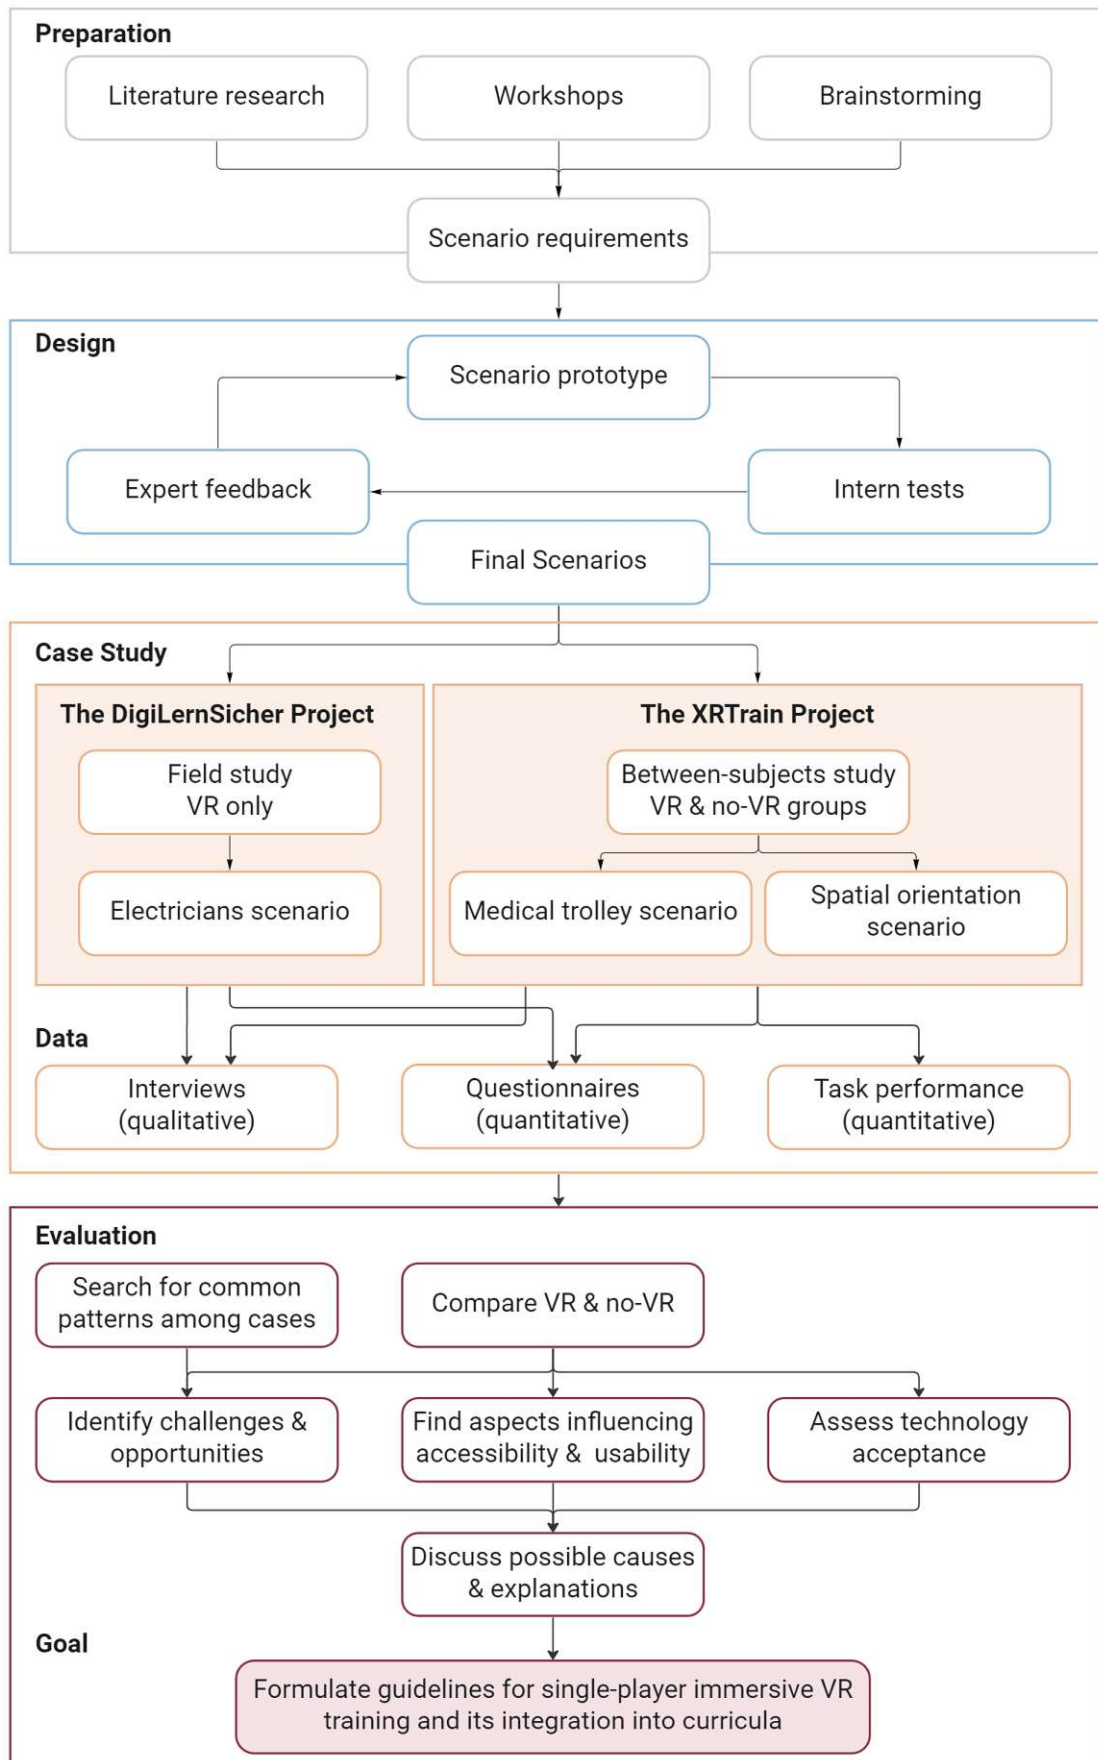 Preparation
Literature research
Workshops
Brainstorming
Scenario requirements
Design
Scenario prototype
Expert feedback
Intern tests
Final Scenarios
Case Study
The DigiLernSicher Project
The XRTrain Project
Field study
VR only
Between-subjects study
VR & no-VR groups
Electricians scenario
Medical trolley scenario
Spatial orientation
scenario
Data
Interviews
(qualitative)
Questionnaires
(quantitative)
Task performance
(quantitative)
Evaluation
Search for common
patterns among cases
Compare VR & no-VR
Identify challenges &
opportunities
Find aspects influencing
accessibility & usability
Assess technology
acceptance
Discuss possible causes
& explanations
Goal
Formulate guidelines for single-player immersive VR
training and its integration into curricula